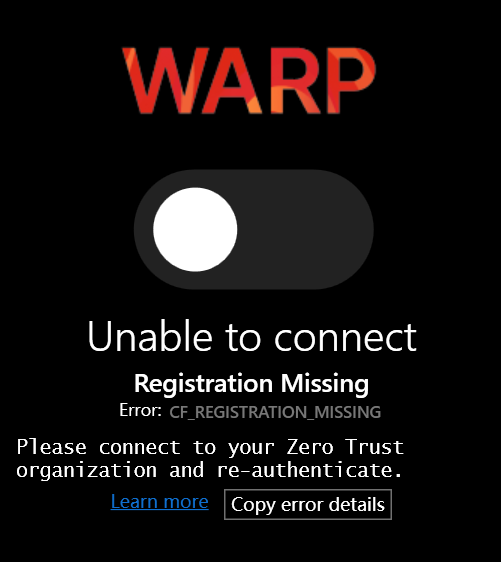 WARP
Unable to connect
Registration Missing
Error: CF_REGISTRATION_MISSING
Please connect to your Zero Trust
organization and re-authenticate.
Learn more Copy error details